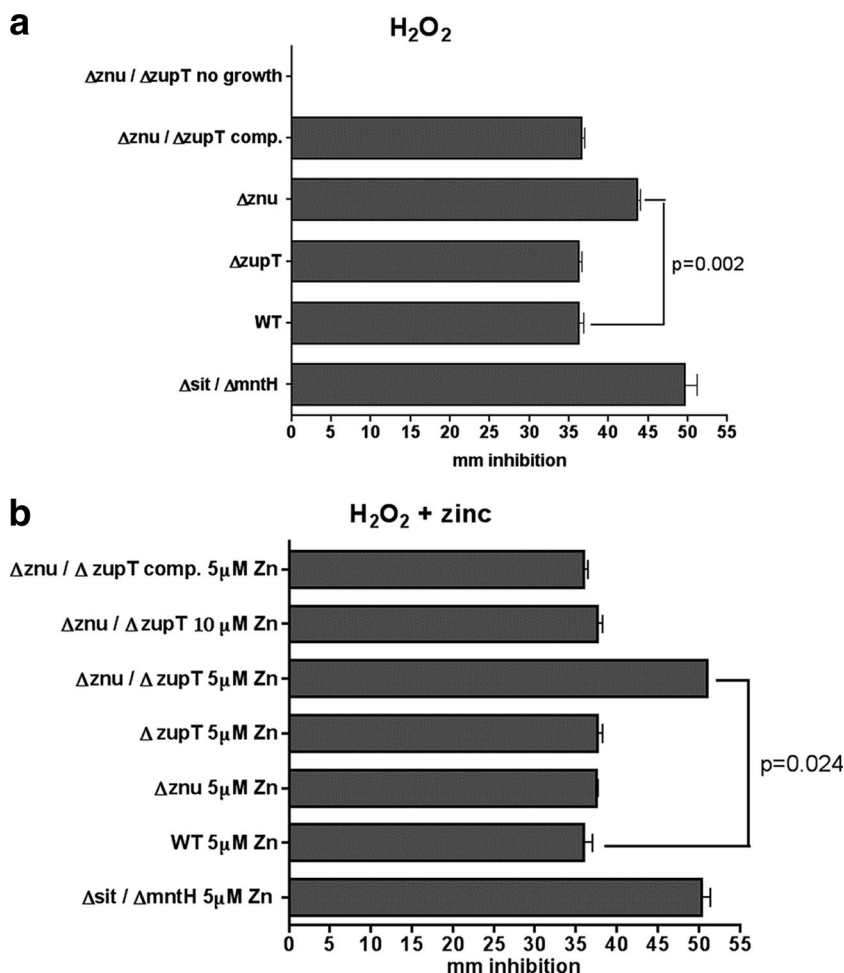 a
H₂O₂
Δznu / ΔzupT no growth
Δznu / ΔzupT comp.
Δznu
ΔzupT
WT
Δsit / ΔmntH
p=0.002
0 5 10 15 20 25 30 35 40 45 50 55
mm inhibition
b
H₂O₂ + zinc
Δznu / Δ zupT comp. 5µM Zn
Δznu / Δ zupT 10 µM Zn
Δznu / Δ zupT 5µM Zn
Δ zupT 5µM Zn
Δznu 5µM Zn
WT 5µM Zn
Δsit / ΔmntH 5µM Zn
p=0.024
0 5 10 15 20 25 30 35 40 45 50 55
mm inhibition